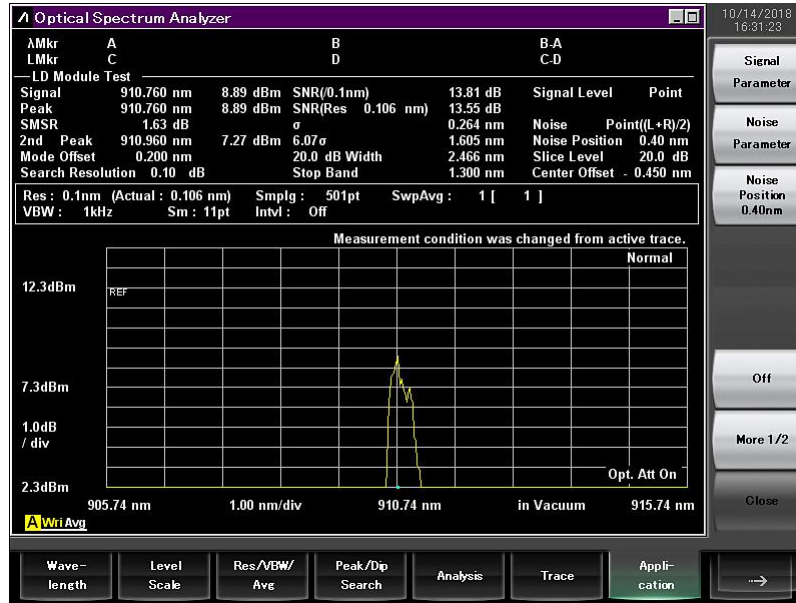 Optical Spectrum Analyzer
10/14/2018
16:31:23
λMkr A B B-A
LMkr C D C-D
LD Module Test
Signal 910.760 nm 8.89 dBm SNR(/0.1nm) 13.81 dB Signal Level Point
Peak 910.760 nm 8.89 dBm SNR(Res 0.106 nm) 13.55 dB
SMSR 1.63 dB σ 0.264 nm Noise Point((L+R)/2)
2nd Peak 910.960 nm 7.27 dBm 6.07σ 1.605 nm Noise Position 0.40 nm
Mode Offset 0.200 nm 20.0 dB Width 2.466 nm Slice Level 20.0 dB
Search Resolution 0.10 dB Stop Band 1.300 nm Center Offset - 0.450 nm
Res : 0.1nm (Actual : 0.106 nm) Smplg : 501pt SwpAvg : 1 [ 1 ]
VBW : 1kHz Sm : 11pt Intvl : Off
Measurement condition was changed from active trace.
Normal
12.3dBm
REF
7.3dBm
1.0dB
/ div
Opt. Att On
2.3dBm
905.74 nm 1.00 nm/div 910.74 nm in Vacuum 915.74 nm
A Wri Avg
Signal
Parameter
Noise
Parameter
Noise
Position
0.40nm
Off
More 1/2
Close
Wave-
length
Level
Scale
Res/VBW/
Avg
Peak/Dip
Search
Analysis
Trace
Appli-
cation